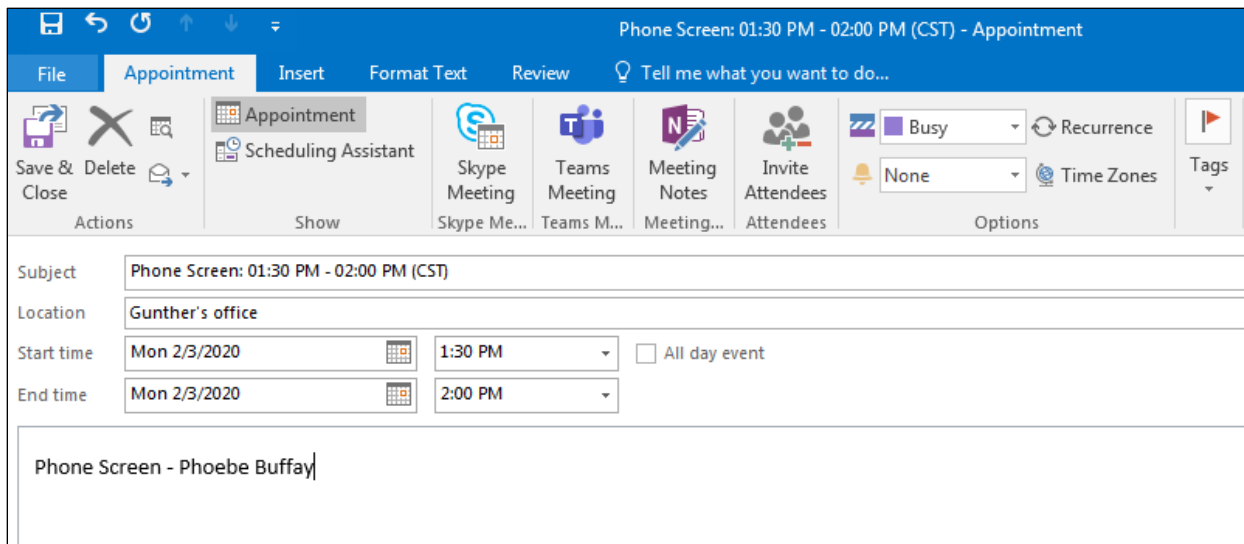 Phone Screen: 01:30 PM - 02:00 PM (CST) - Appointment
File Appointment Insert Format Text Review Tell me what you want to do...
Save & Close
Delete
Appointment
Scheduling Assistant
Skype Meeting
Teams Meeting
Meeting Notes
Invite Attendees
Busy
Recurrence
None
Time Zones
Tags
Actions Show Skype Me... Teams M... Meeting... Attendees Options
Subject Phone Screen: 01:30 PM - 02:00 PM (CST)
Location Gunther's office
Start time Mon 2/3/2020 1:30 PM All day event
End time Mon 2/3/2020 2:00 PM
Phone Screen - Phoebe Buffay